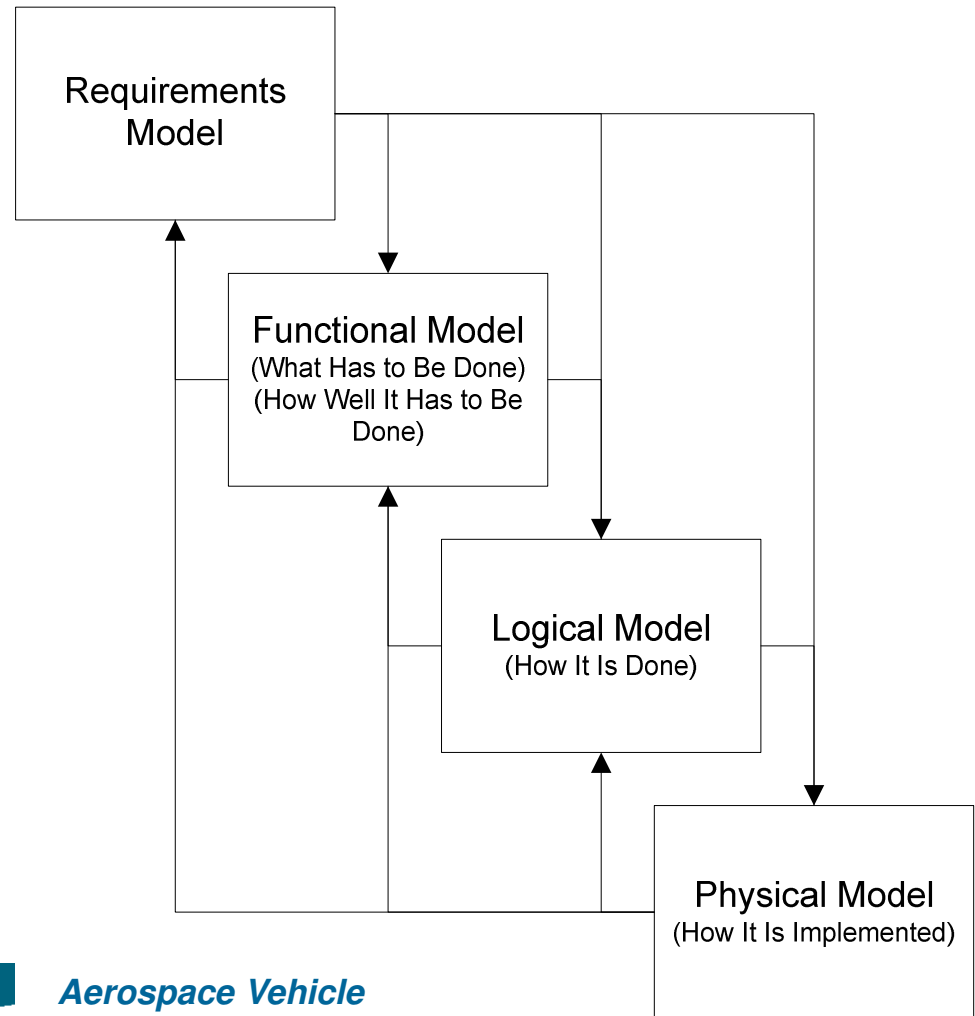 Requirements
Model
Functional Model
(What Has to Be Done)
(How Well It Has to Be
Done)
Logical Model
(How It Is Done)
Physical Model
(How It Is Implemented)
Aerospace Vehicle